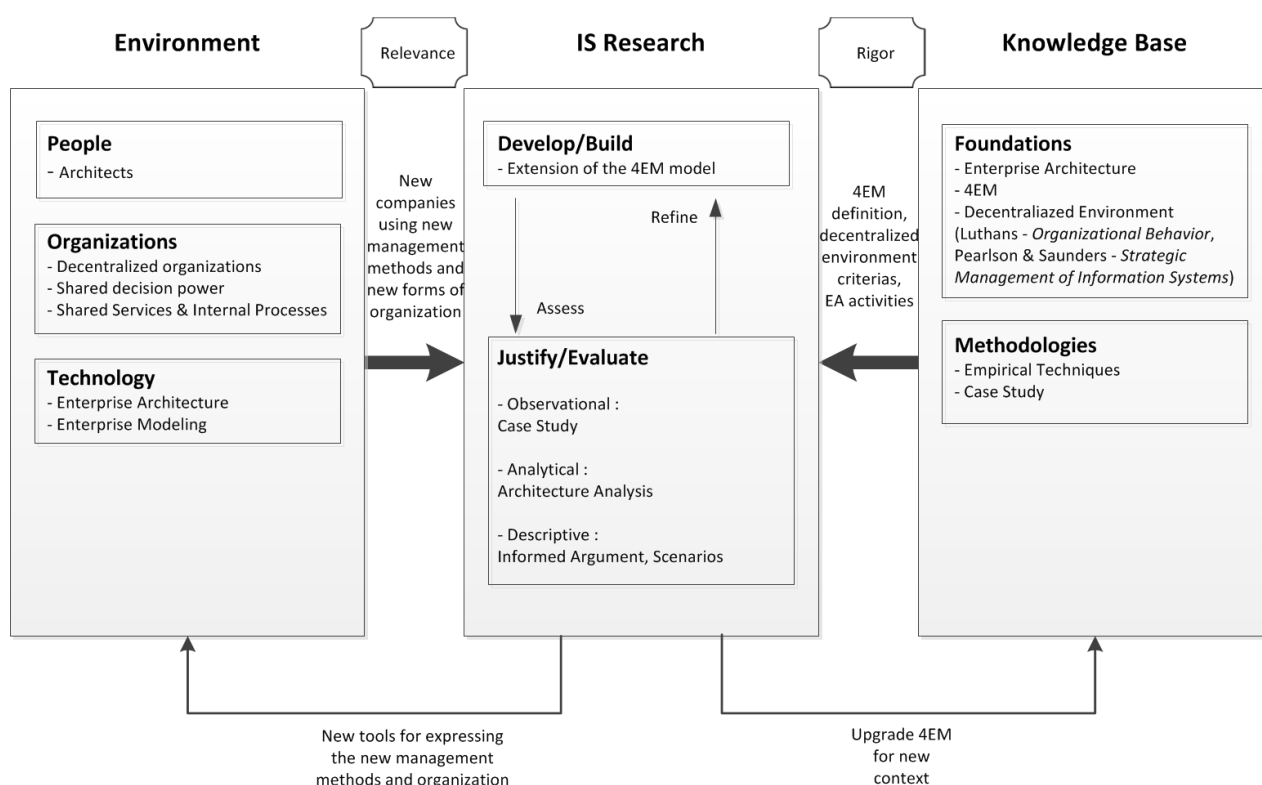 Environment
Relevance
IS Research
Rigor
Knowledge Base
People
- Architects
Organizations
- Decentralized organizations
- Shared decision power
- Shared Services & Internal Processes
Technology
- Enterprise Architecture
- Enterprise Modeling
New
companies
using new
management
methods and
new forms of
organization
Develop/Build
- Extension of the 4EM model
Refine
Assess
Justify/Evaluate
- Observational :
Case Study
- Analytical :
Architecture Analysis
- Descriptive :
Informed Argument, Scenarios
4EM
definition,
decentralized
environment
criterias,
EA activities
Foundations
- Enterprise Architecture
- 4EM
- Decentraliazed Environment
(Luthans - Organizational Behavior,
Pearlson & Saunders - Strategic
Management of Information Systems)
Methodologies
- Empirical Techniques
- Case Study
New tools for expressing
the new management
methods and organization
Upgrade 4EM
for new
context